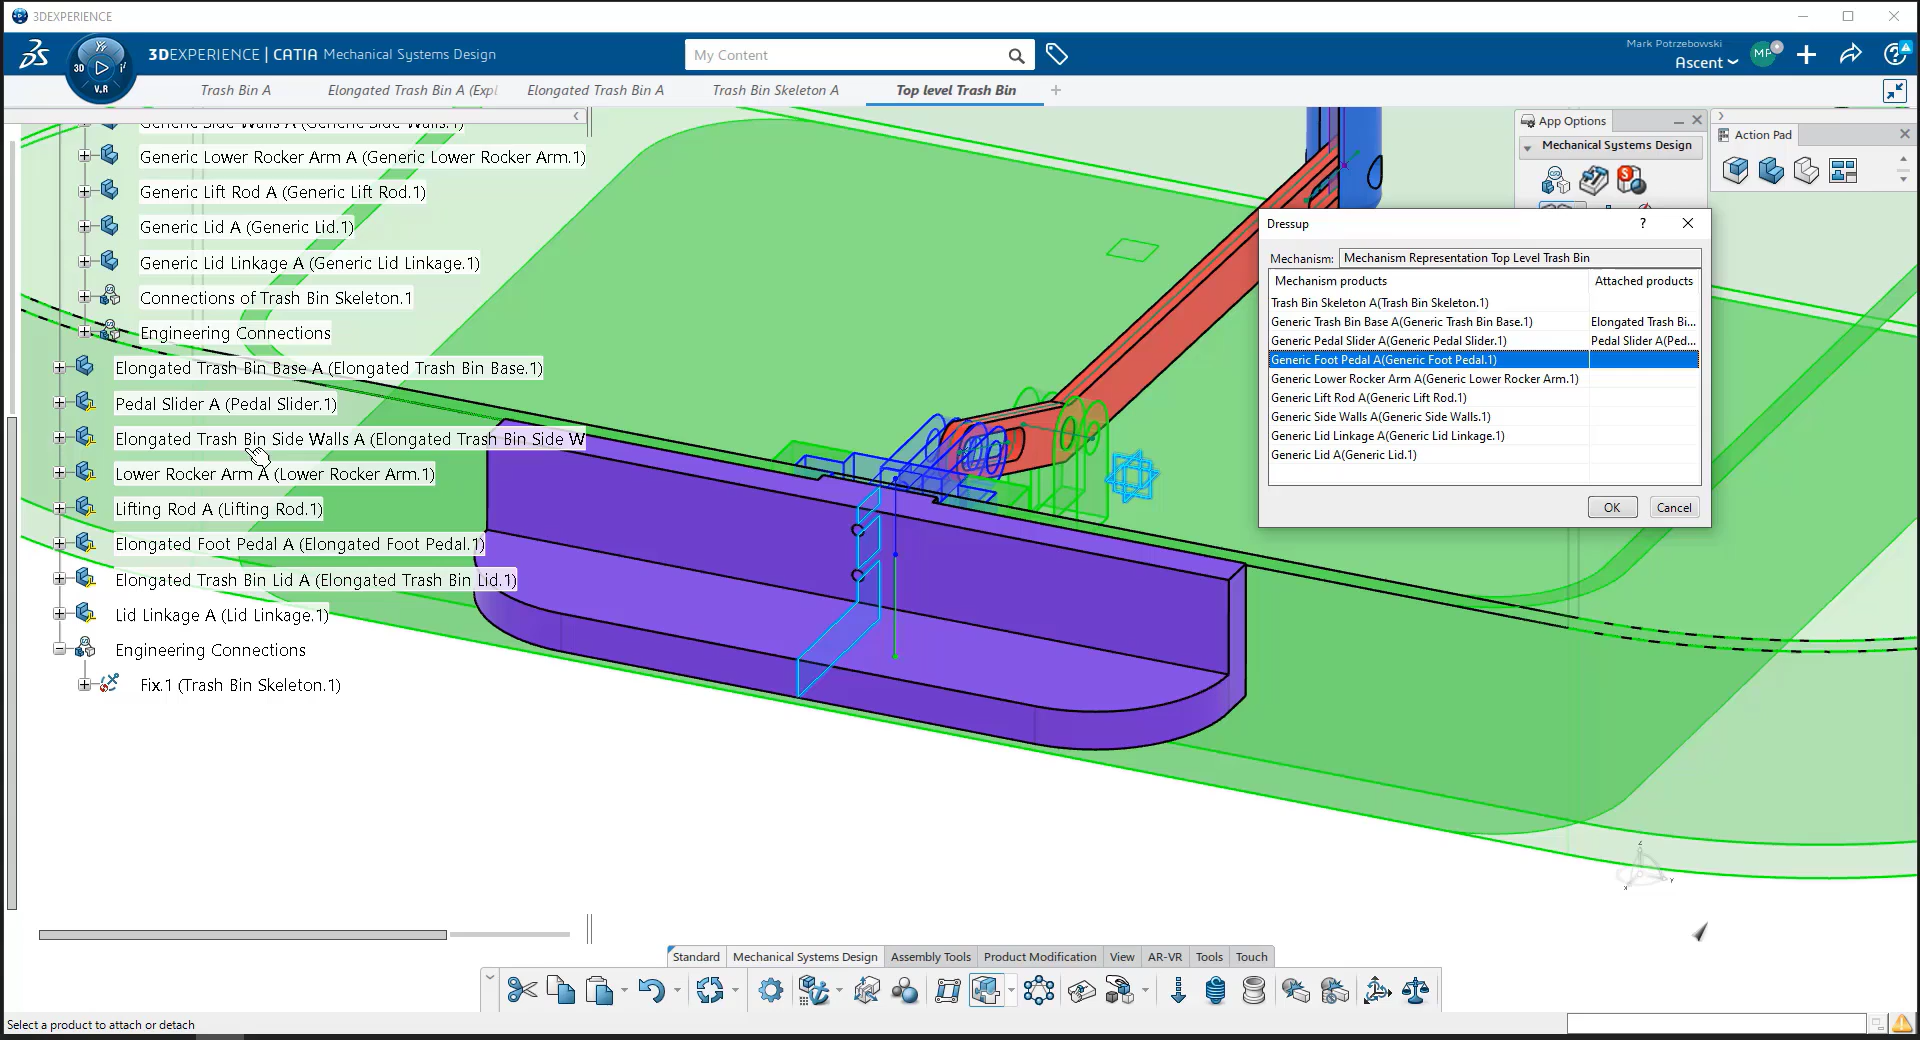 3DEXPERIENCE
3DEXPERIENCE | CATIA Mechanical Systems Design
My Content
Mark Potrzebowski
Ascent
MP
3D
V.R
Trash Bin A
Elongated Trash Bin A (Expl
Elongated Trash Bin A
Trash Bin Skeleton A
Top level Trash Bin
Generic Side Walls A (Generic Side Walls.1)
Generic Lower Rocker Arm A (Generic Lower Rocker Arm.1)
Generic Lift Rod A (Generic Lift Rod.1)
Generic Lid A (Generic Lid.1)
Generic Lid Linkage A (Generic Lid Linkage.1)
Connections of Trash Bin Skeleton.1
Engineering Connections
Elongated Trash Bin Base A (Elongated Trash Bin Base.1)
Pedal Slider A (Pedal Slider.1)
Elongated Trash Bin Side Walls A (Elongated Trash Bin Side W
Lower Rocker Arm A (Lower Rocker Arm.1)
Lifting Rod A (Lifting Rod.1)
Elongated Foot Pedal A (Elongated Foot Pedal.1)
Elongated Trash Bin Lid A (Elongated Trash Bin Lid.1)
Lid Linkage A (Lid Linkage.1)
Engineering Connections
Fix.1 (Trash Bin Skeleton.1)
App Options
Mechanical Systems Design
Action Pad
Dressup
Mechanism:
Mechanism Representation Top Level Trash Bin
Mechanism products
Attached products
Trash Bin Skeleton A(Trash Bin Skeleton.1)
Generic Trash Bin Base A(Generic Trash Bin Base.1)
Elongated Trash Bi...
Generic Pedal Slider A(Generic Pedal Slider.1)
Pedal Slider A(Ped...
Generic Foot Pedal A(Generic Foot Pedal.1)
Generic Lower Rocker Arm A(Generic Lower Rocker Arm.1)
Generic Lift Rod A(Generic Lift Rod.1)
Generic Side Walls A(Generic Side Walls.1)
Generic Lid Linkage A(Generic Lid Linkage.1)
Generic Lid A(Generic Lid.1)
OK
Cancel
Standard
Mechanical Systems Design
Assembly Tools
Product Modification
View
AR-VR
Tools
Touch
Select a product to attach or detach